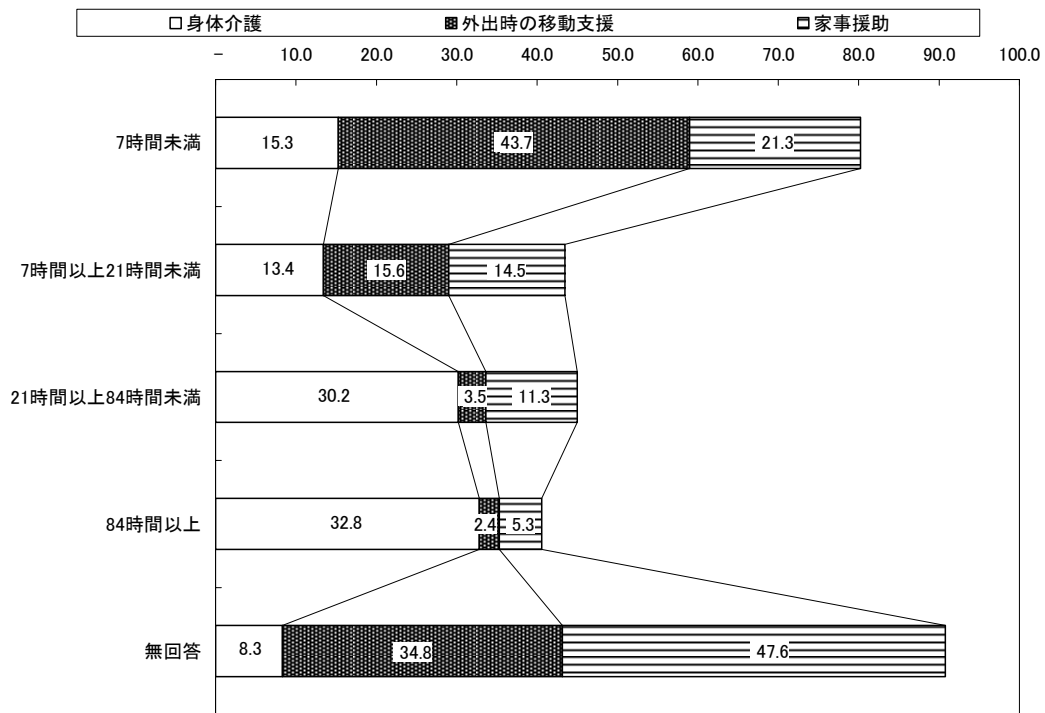 □身体介護 外出時の移動支援 家事援助
- 10.0 20.0 30.0 40.0 50.0 60.0 70.0 80.0 90.0 100.0
7時間未満 15.3 43.7 21.3
7時間以上21時間未満 13.4 15.6 14.5
21時間以上84時間未満 30.2 3.5 11.3
84時間以上 32.8 2.4 5.3
無回答 8.3 34.8 47.6